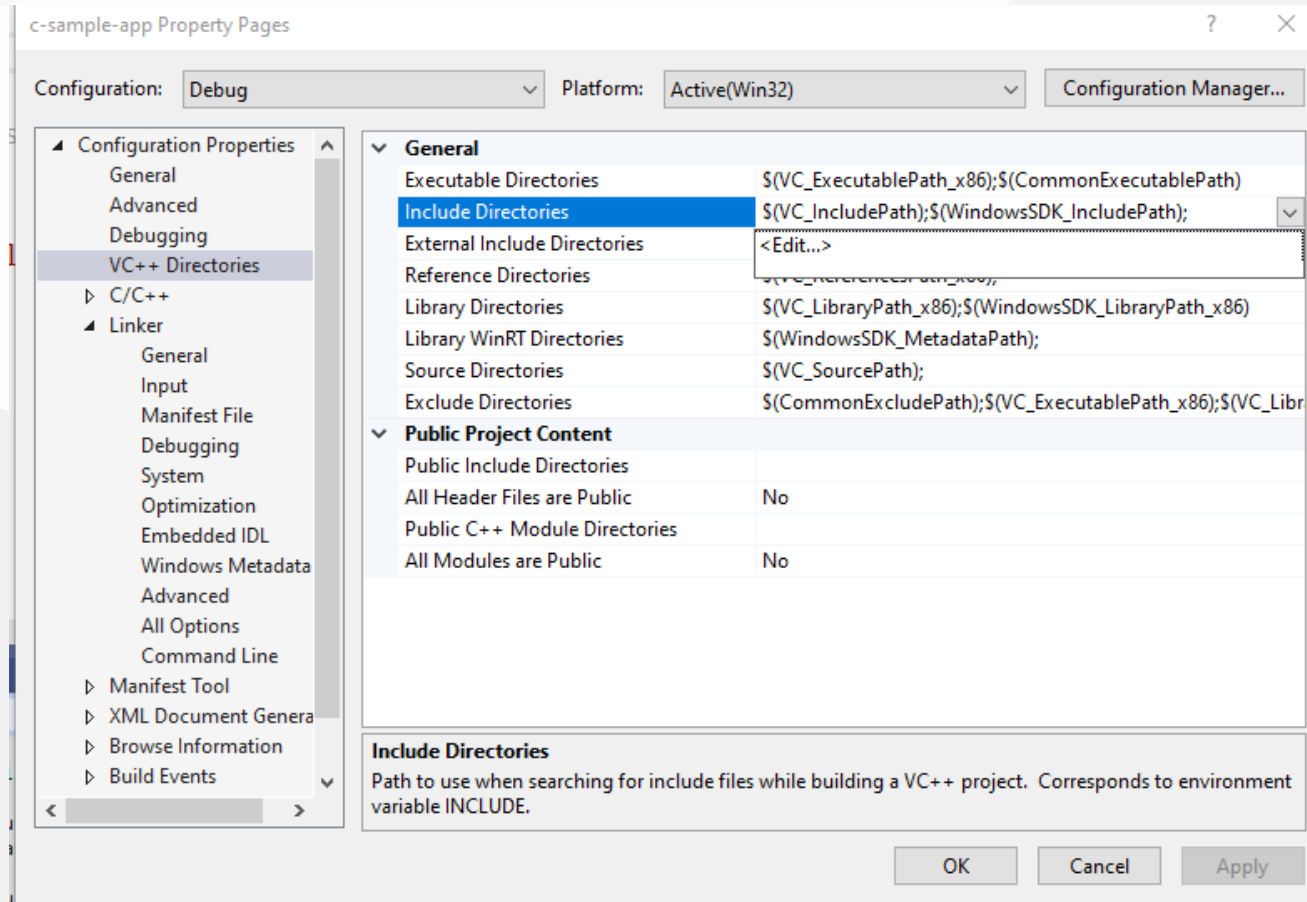 c-sample-app Property Pages
?
Configuration: Debug Platform: Active(Win32) Configuration Manager...
Configuration Properties
General
Advanced
Debugging
VC++ Directories
C/C++
Linker
General
Input
Manifest File
Debugging
System
Optimization
Embedded IDL
Windows Metadata
Advanced
All Options
Command Line
Manifest Tool
XML Document Genera
Browse Information
Build Events
General
Executable Directories $(VC_ExecutablePath_x86);$(CommonExecutablePath)
Include Directories $(VC_IncludePath);$(WindowsSDK_IncludePath);
External Include Directories <Edit...>
Reference Directories
Library Directories $(VC_LibraryPath_x86);$(WindowsSDK_LibraryPath_x86)
Library WinRT Directories $(WindowsSDK_MetadataPath);
Source Directories $(VC_SourcePath);
Exclude Directories $(CommonExcludePath);$(VC_ExecutablePath_x86);$(VC_Libr
Public Project Content
Public Include Directories
All Header Files are Public No
Public C++ Module Directories
All Modules are Public No
Include Directories
Path to use when searching for include files while building a VC++ project. Corresponds to environment
variable INCLUDE.
OK Cancel Apply